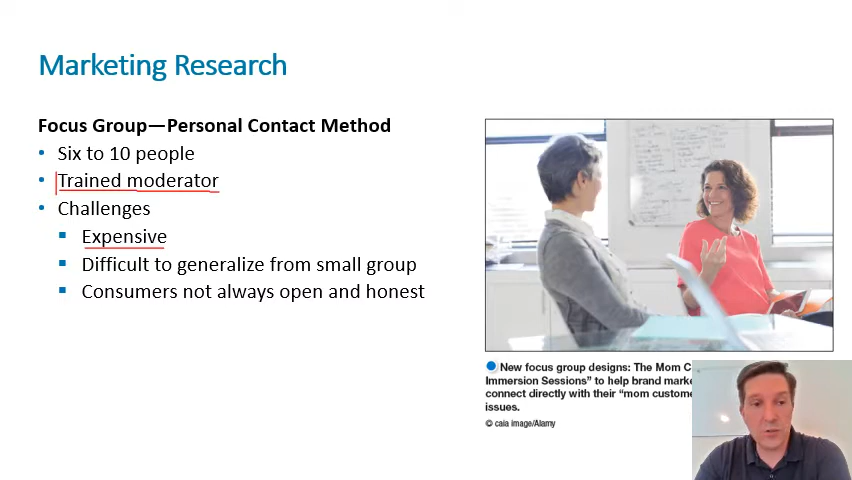 Marketing Research
Focus Group—Personal Contact Method
• Six to 10 people
• Trained moderator
• Challenges
▪ Expensive
▪ Difficult to generalize from small group
▪ Consumers not always open and honest
New focus group designs: The Mom
Immersion Sessions” to help brand
connect directly with their “mom
issues.
© caia image/Alamy